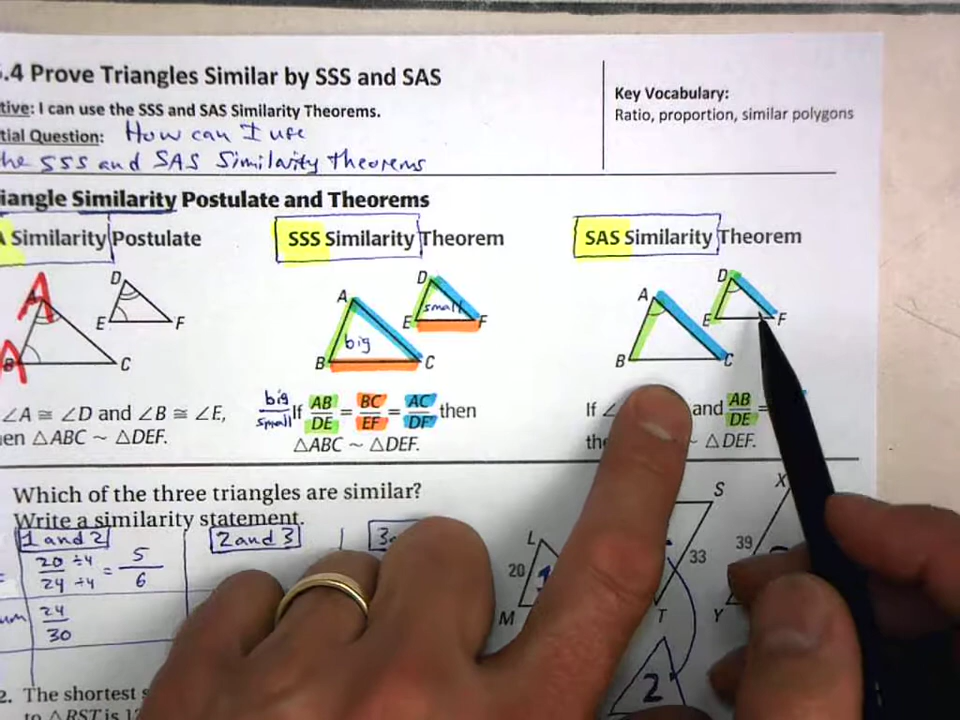 .4 Prove Triangles Similar by SSS and SAS
tive: I can use the SSS and SAS Similarity Theorems.
tial Question: How can I use
the SSS and SAS Similarity theorems
Key Vocabulary:
Ratio, proportion, similar polygons
iangle Similarity Postulate and Theorems
A Similarity Postulate
A
A
B
C
D
E
F
∠A ≅ ∠D and ∠B ≅ ∠E,
en △ABC ~ △DEF.
SSS Similarity Theorem
A
B
C
big
D
E
F
small
big/small If AB/DE = BC/EF = AC/DF then
△ABC ~ △DEF.
SAS Similarity Theorem
A
B
C
D
E
F
If ∠ and AB/DE =
the ~ △DEF.
Which of the three triangles are similar?
Write a similarity statement.
1 and 2
2 and 3
3
20 ÷4 / 24 ÷4 = 5/6
24/30
L
20
M
S
33
T
2
X
39
Y
2. The shortest s
to △RST is 1